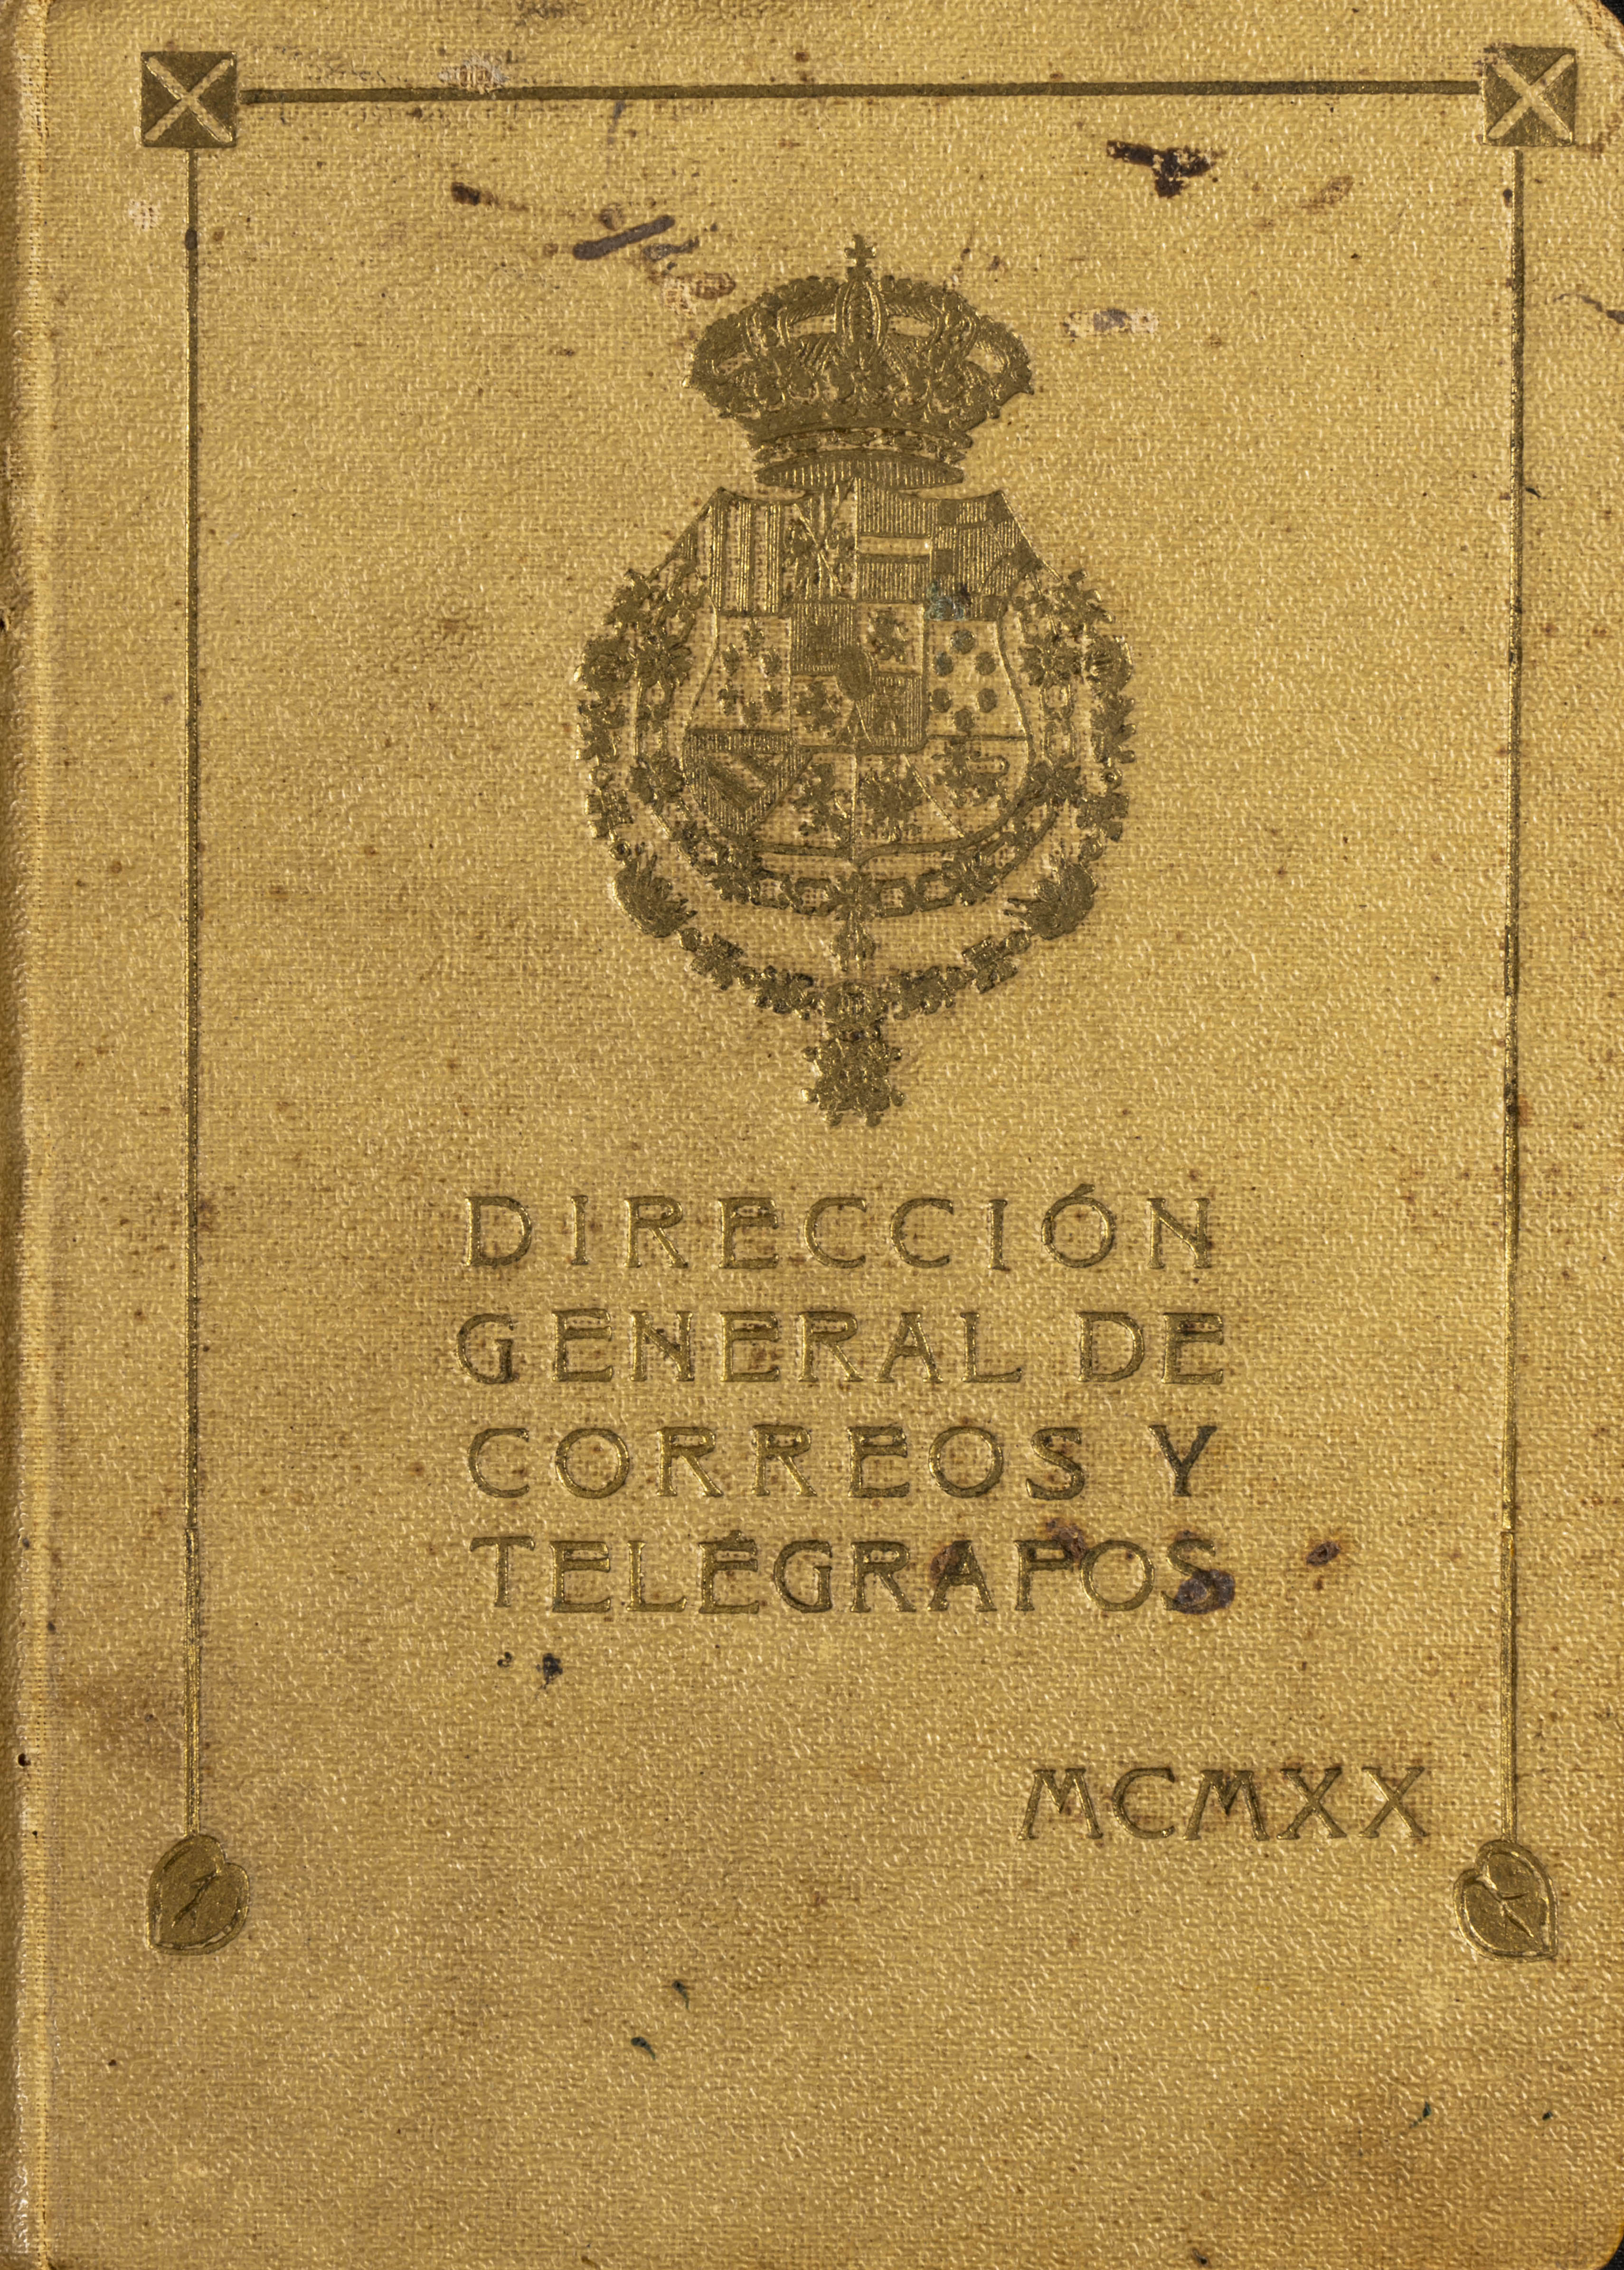 DIRECCIÓN
GENERAL DE
CORREOS Y
TELÉGRAFOS
MCMXX